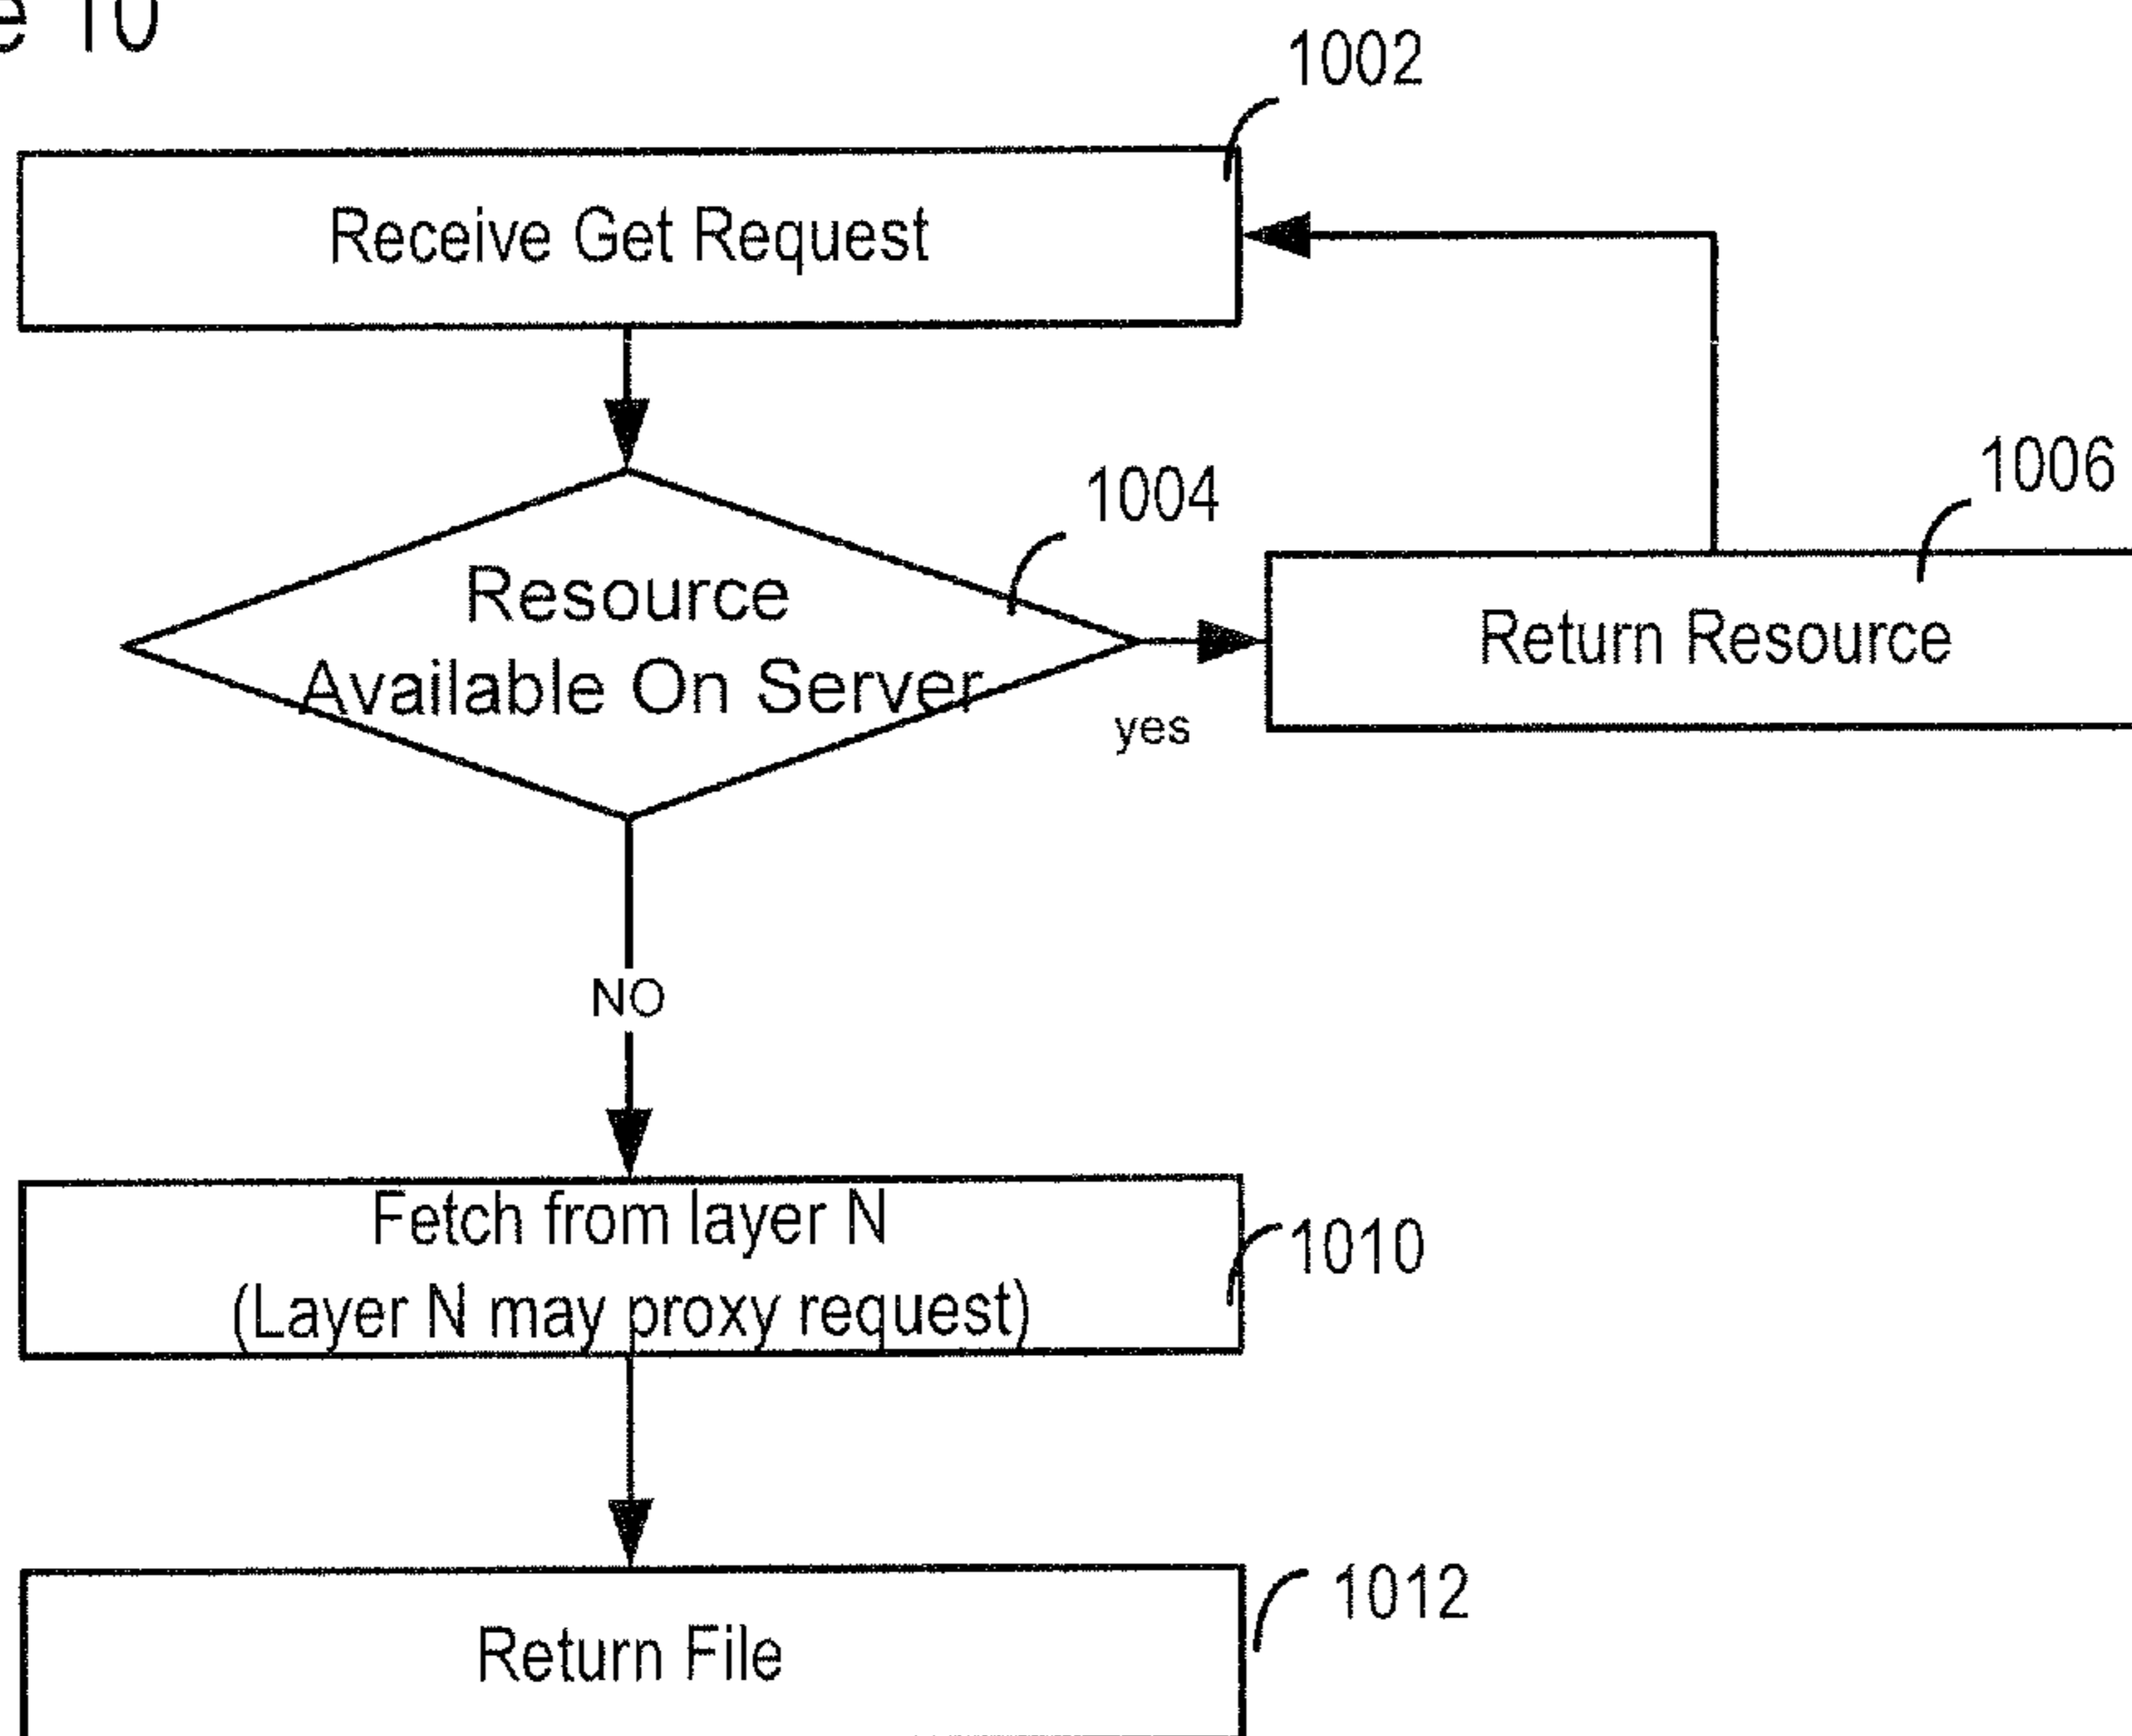 e 10
1002
Receive Get Request
1004
1006
Resource
Available On Server
Return Resource
yes
NO
Fetch from layer N
(Layer N may proxy request)
1010
1012
Return File